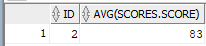 ID AVG(SCORES.SCORE)
1 2 83